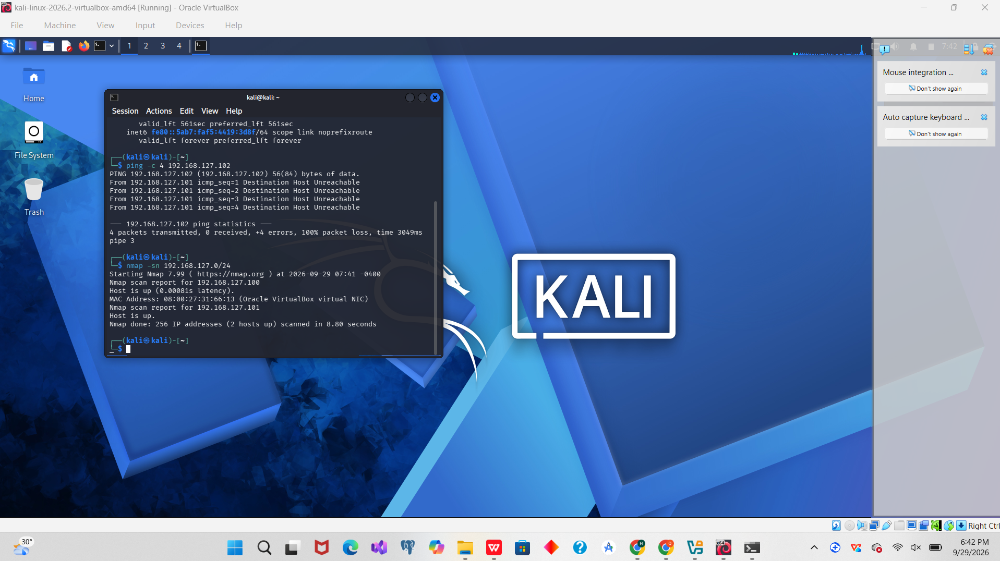 kali-linux-2026.2-virtualbox-amd64 [Running] - Oracle VirtualBox
File Machine View Input Devices Help
1 2 3 4
7:42
Home
File System
Trash
kali@kali: ~
Session Actions Edit View Help
valid_lft 561sec preferred_lft 561sec
inet6 fe80::5ab7:faf5:4419:3d8f/64 scope link noprefixroute
valid_lft forever preferred_lft forever
┌──(kali㉿kali)-[~]
└─$ ping -c 4 192.168.127.102
PING 192.168.127.102 (192.168.127.102) 56(84) bytes of data.
From 192.168.127.101 icmp_seq=1 Destination Host Unreachable
From 192.168.127.101 icmp_seq=2 Destination Host Unreachable
From 192.168.127.101 icmp_seq=3 Destination Host Unreachable
From 192.168.127.101 icmp_seq=4 Destination Host Unreachable
--- 192.168.127.102 ping statistics ---
4 packets transmitted, 0 received, +4 errors, 100% packet loss, time 3049ms
pipe 3
┌──(kali㉿kali)-[~]
└─$ nmap -sn 192.168.127.0/24
Starting Nmap 7.99 ( https://nmap.org ) at 2026-09-29 07:41 -0400
Nmap scan report for 192.168.127.100
Host is up (0.00081s latency).
MAC Address: 08:00:27:31:66:13 (Oracle VirtualBox virtual NIC)
Nmap scan report for 192.168.127.101
Host is up.
Nmap done: 256 IP addresses (2 hosts up) scanned in 8.80 seconds
┌──(kali㉿kali)-[~]
└─$
KALI
Mouse integration ...
Don't show again
Auto capture keyboard ...
Don't show again
Right Ctrl
30°
6:42 PM
9/29/2026